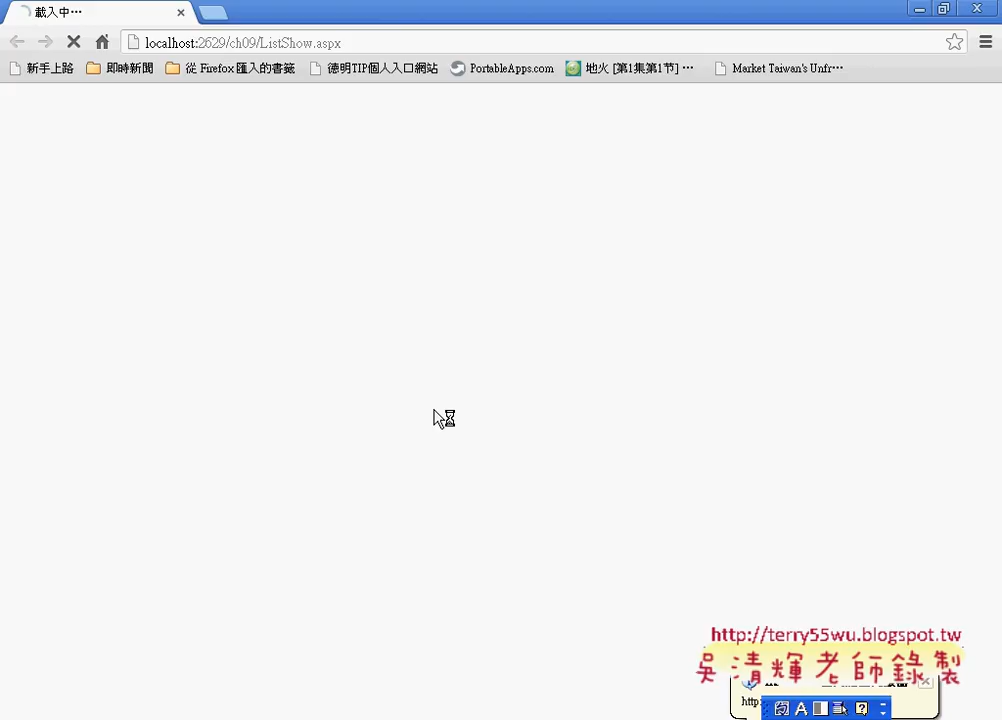 載入中…
localhost:2629/ch09/ListShow.aspx
新手上路 即時新聞 從 Firefox 匯入的書籤 德明TIP個人入口網站 PortableApps.com 地火 [第1集第1节] … Market Taiwan's Unfr…
http://terry55wu.blogspot.tw
吳清輝老師錄製
http:
A